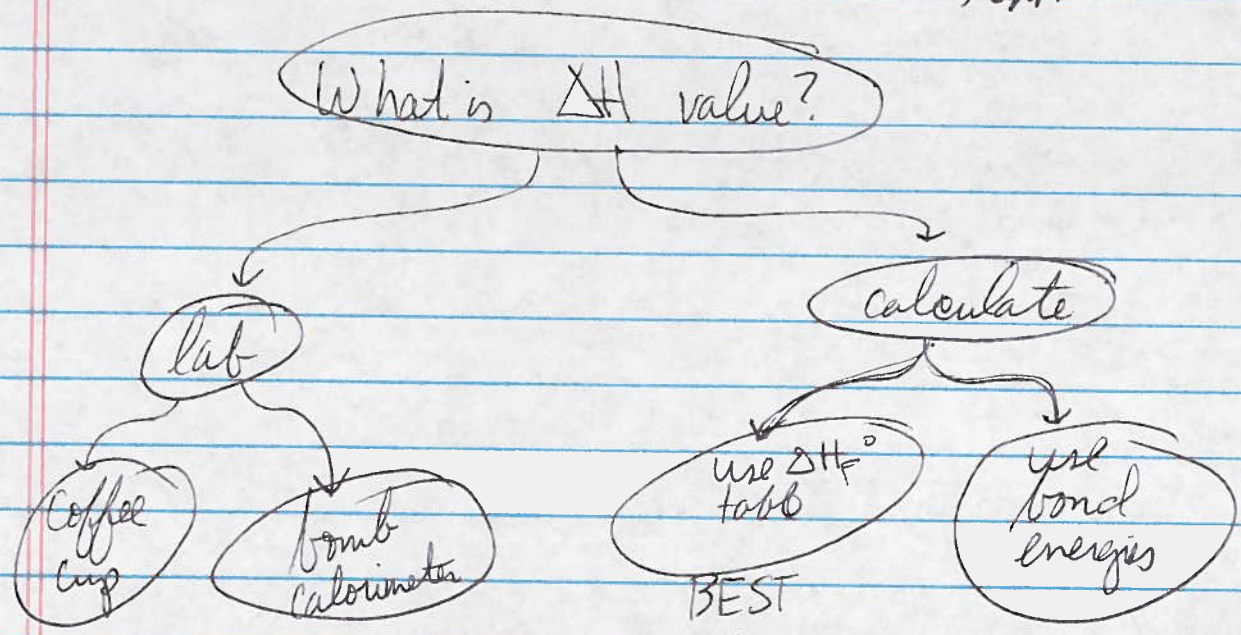 What is ΔH value?
lab
calculate
coffee
cup
bomb
calorimeter
use ΔHF°
table
BEST
use
bond
energies